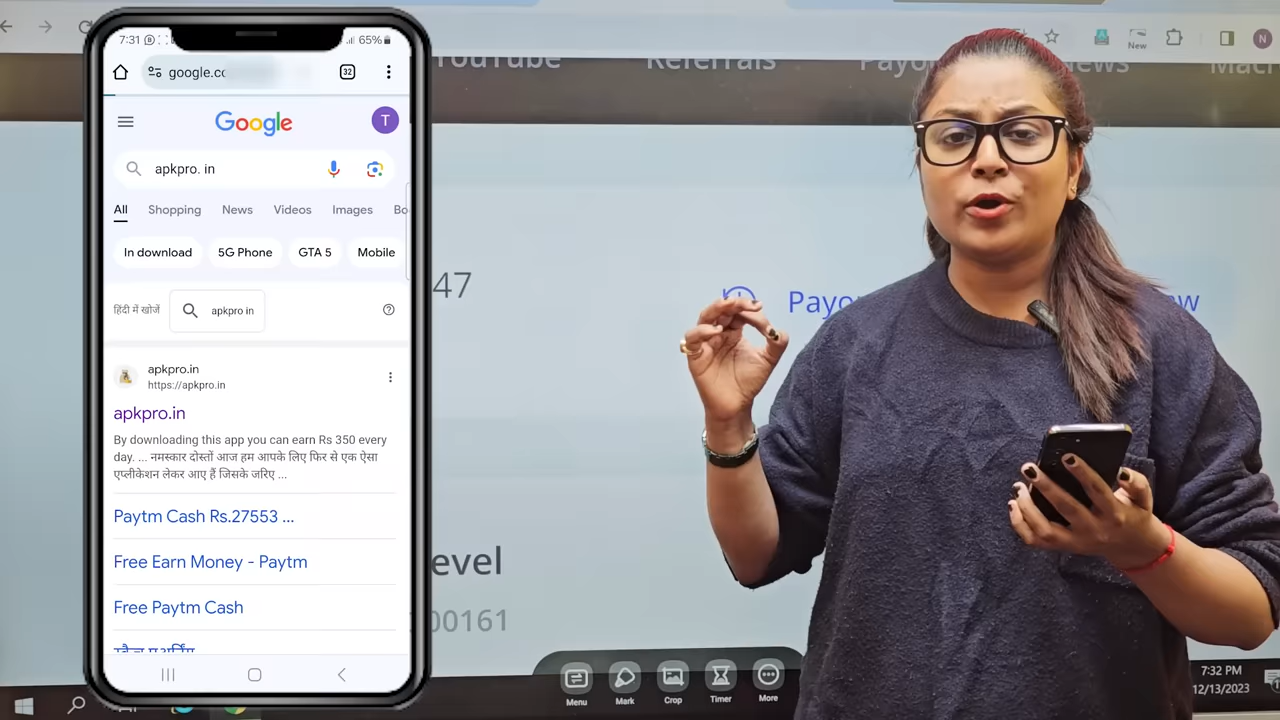 7:31
65%
google.cc
32
Google
T
apkpro. in
All
Shopping
News
Videos
Images
Bo
In download
5G Phone
GTA 5
Mobile
हिंदी में खोजें
apkpro in
apkpro.in
https://apkpro.in
apkpro.in
By downloading this app you can earn Rs 350 every
day. ... नमस्कार दोस्तों आज हम आपके लिए फिर से एक ऐसा
एप्लीकेशन लेकर आए हैं जिसके जरिए ...
Paytm Cash Rs.27553 ...
Free Earn Money - Paytm
Free Paytm Cash
YouTube
Referrals
New
N
47
evel
00161
Menu
Mark
Crop
Timer
More
7:32 PM
12/13/2023